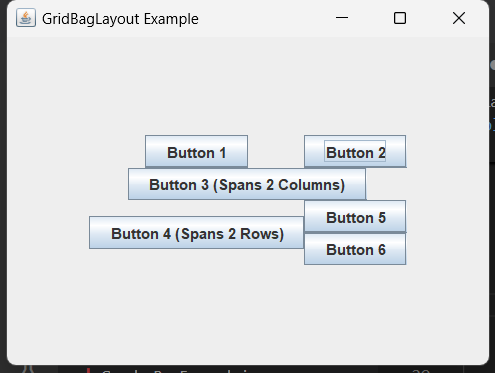 GridBagLayout Example
Button 1
Button 2
Button 3 (Spans 2 Columns)
Button 4 (Spans 2 Rows)
Button 5
Button 6